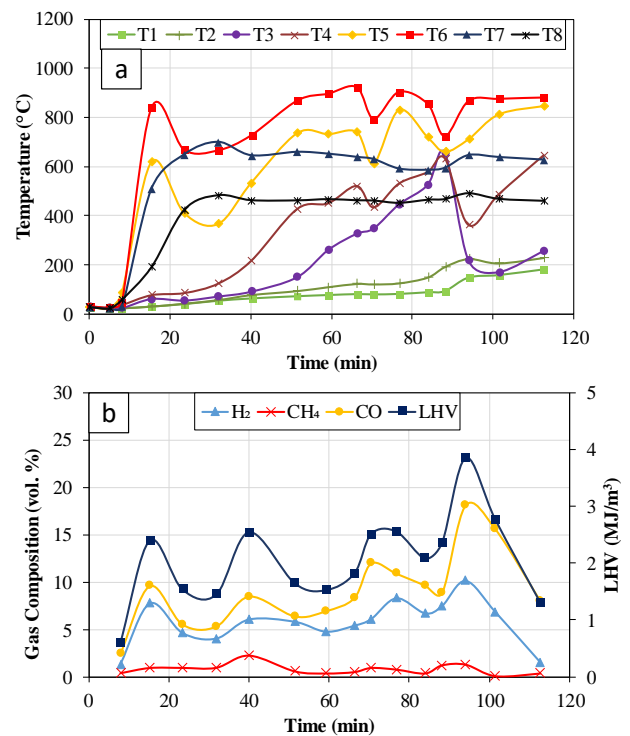 T1 T2 T3 T4 T5 T6 T7 T8
a
Temperature (°C)
1200
1000
800
600
400
200
0
0 20 40 60 80 100 120
Time (min)
b
H₂ CH₄ CO LHV
Gas Composition (vol. %)
30
25
20
15
10
5
0
5
4
3
2
1
0
LHV (MJ/m³)
0 20 40 60 80 100 120
Time (min)